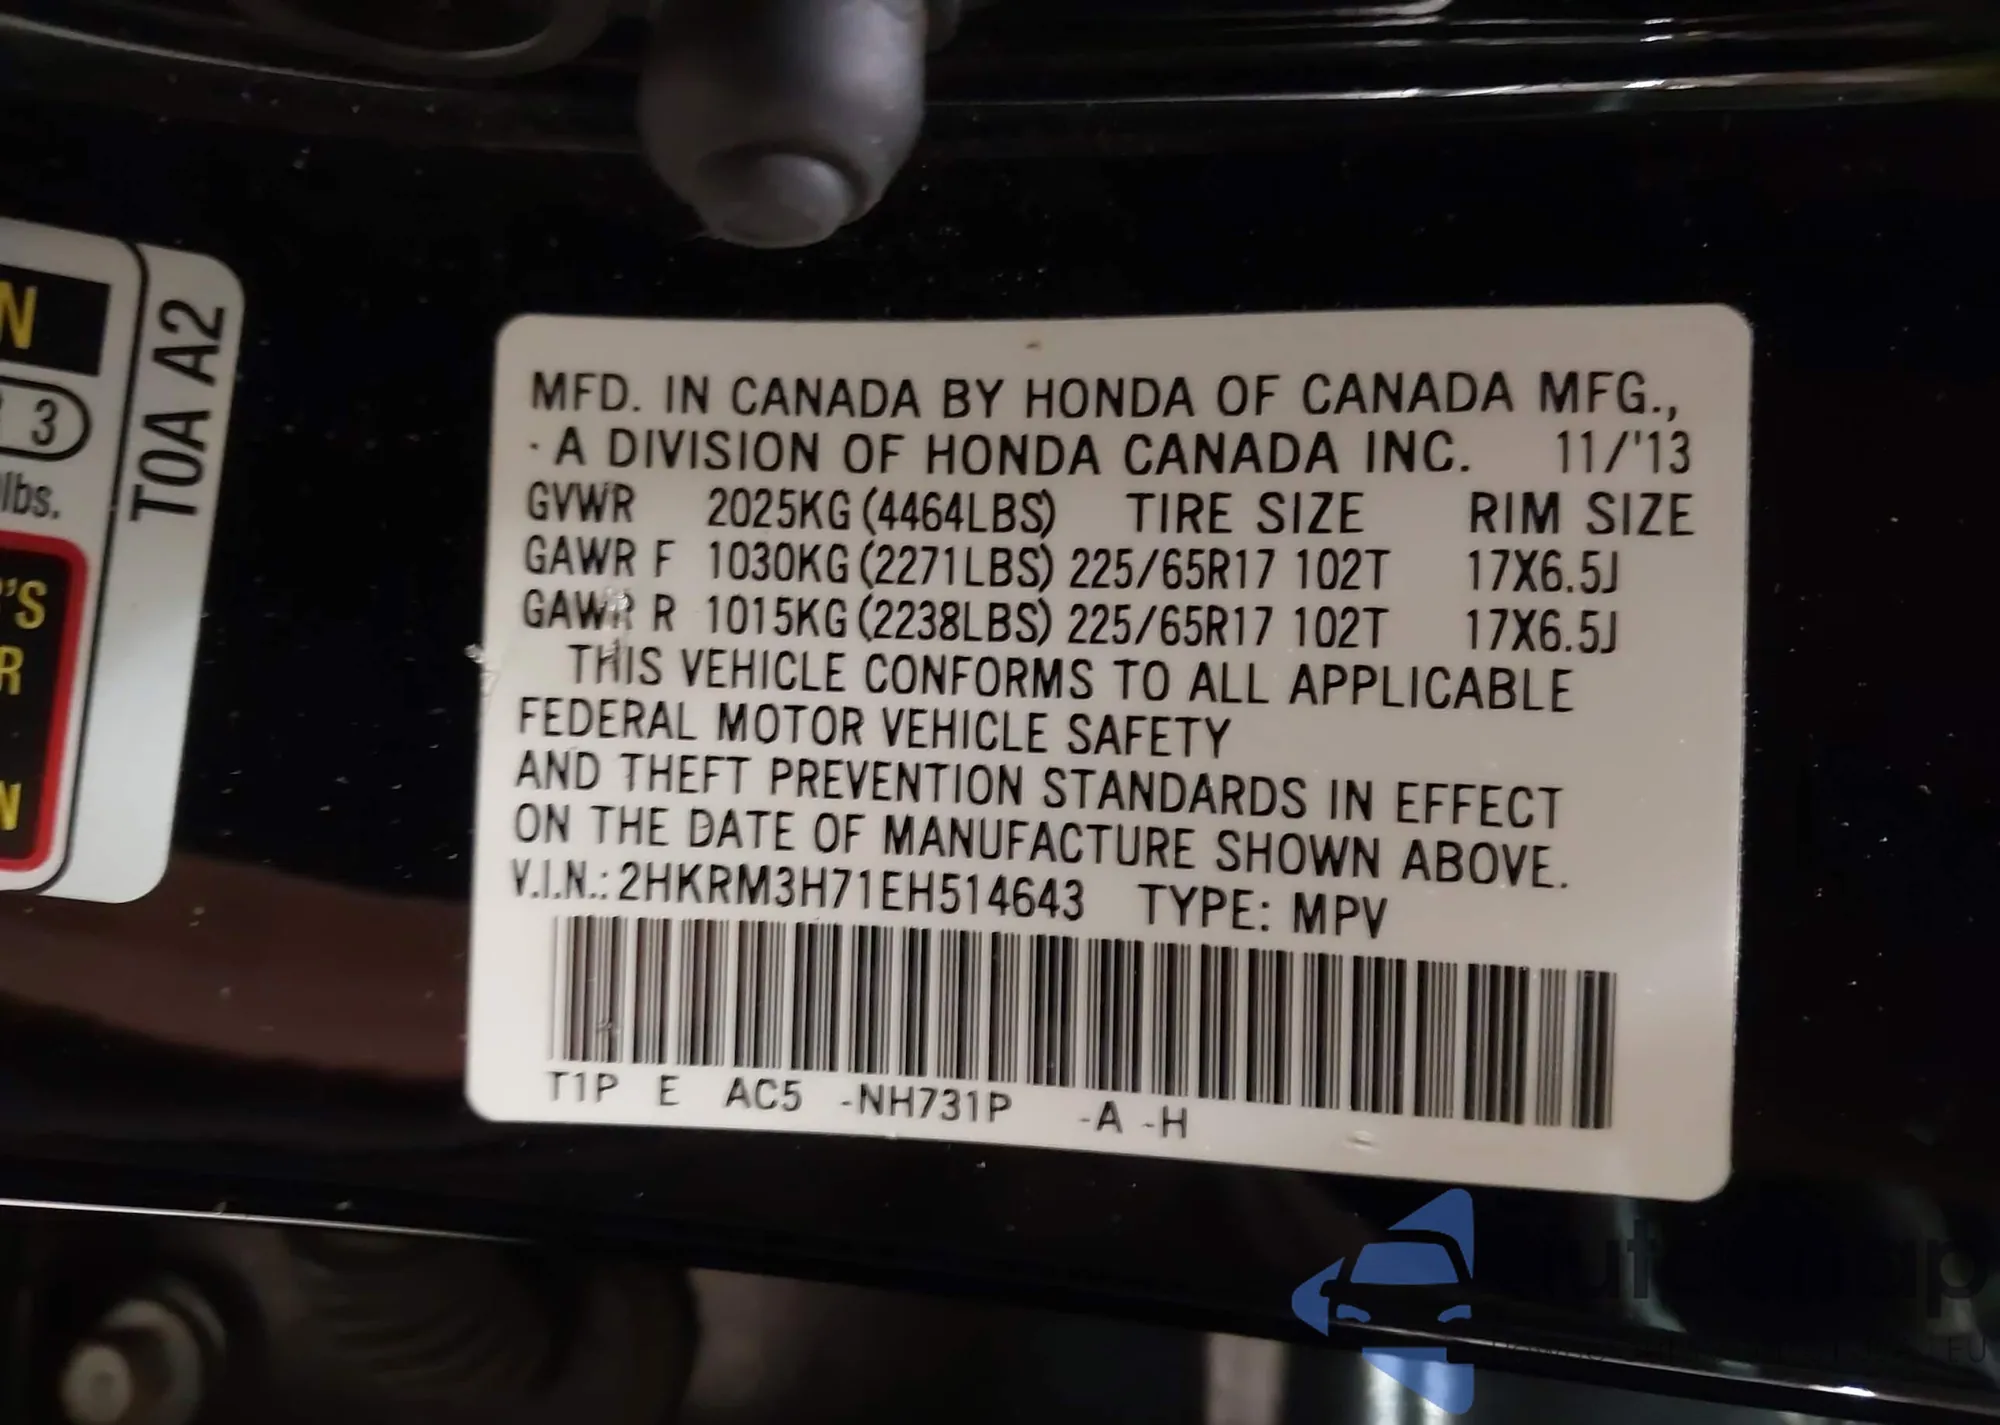 N
3
lbs.
'S
R
N
T0A A2
MFD. IN CANADA BY HONDA OF CANADA MFG.,
A DIVISION OF HONDA CANADA INC. 11/'13
GVWR 2025KG (4464LBS) TIRE SIZE RIM SIZE
GAWR F 1030KG (2271LBS) 225/65R17 102T 17X6.5J
GAWR R 1015KG (2238LBS) 225/65R17 102T 17X6.5J
THIS VEHICLE CONFORMS TO ALL APPLICABLE
FEDERAL MOTOR VEHICLE SAFETY
AND THEFT PREVENTION STANDARDS IN EFFECT
ON THE DATE OF MANUFACTURE SHOWN ABOVE.
V.I.N.: 2HKRM3H71EH514643 TYPE: MPV
T1P E AC5 -NH731P -A -H